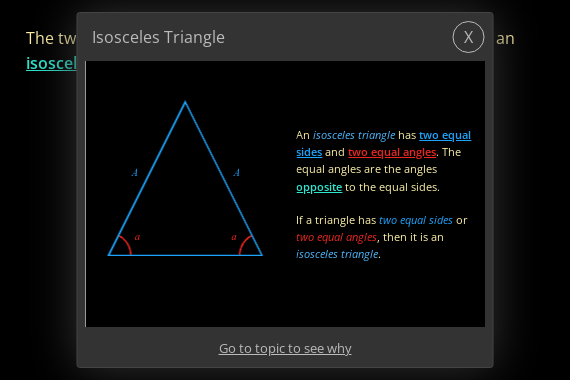 The tw
an
isoscel
Isosceles Triangle
X
A
A
a
a
An isosceles triangle has two equal
sides and two equal angles. The
equal angles are the angles
opposite to the equal sides.
If a triangle has two equal sides or
two equal angles, then it is an
isosceles triangle.
Go to topic to see why